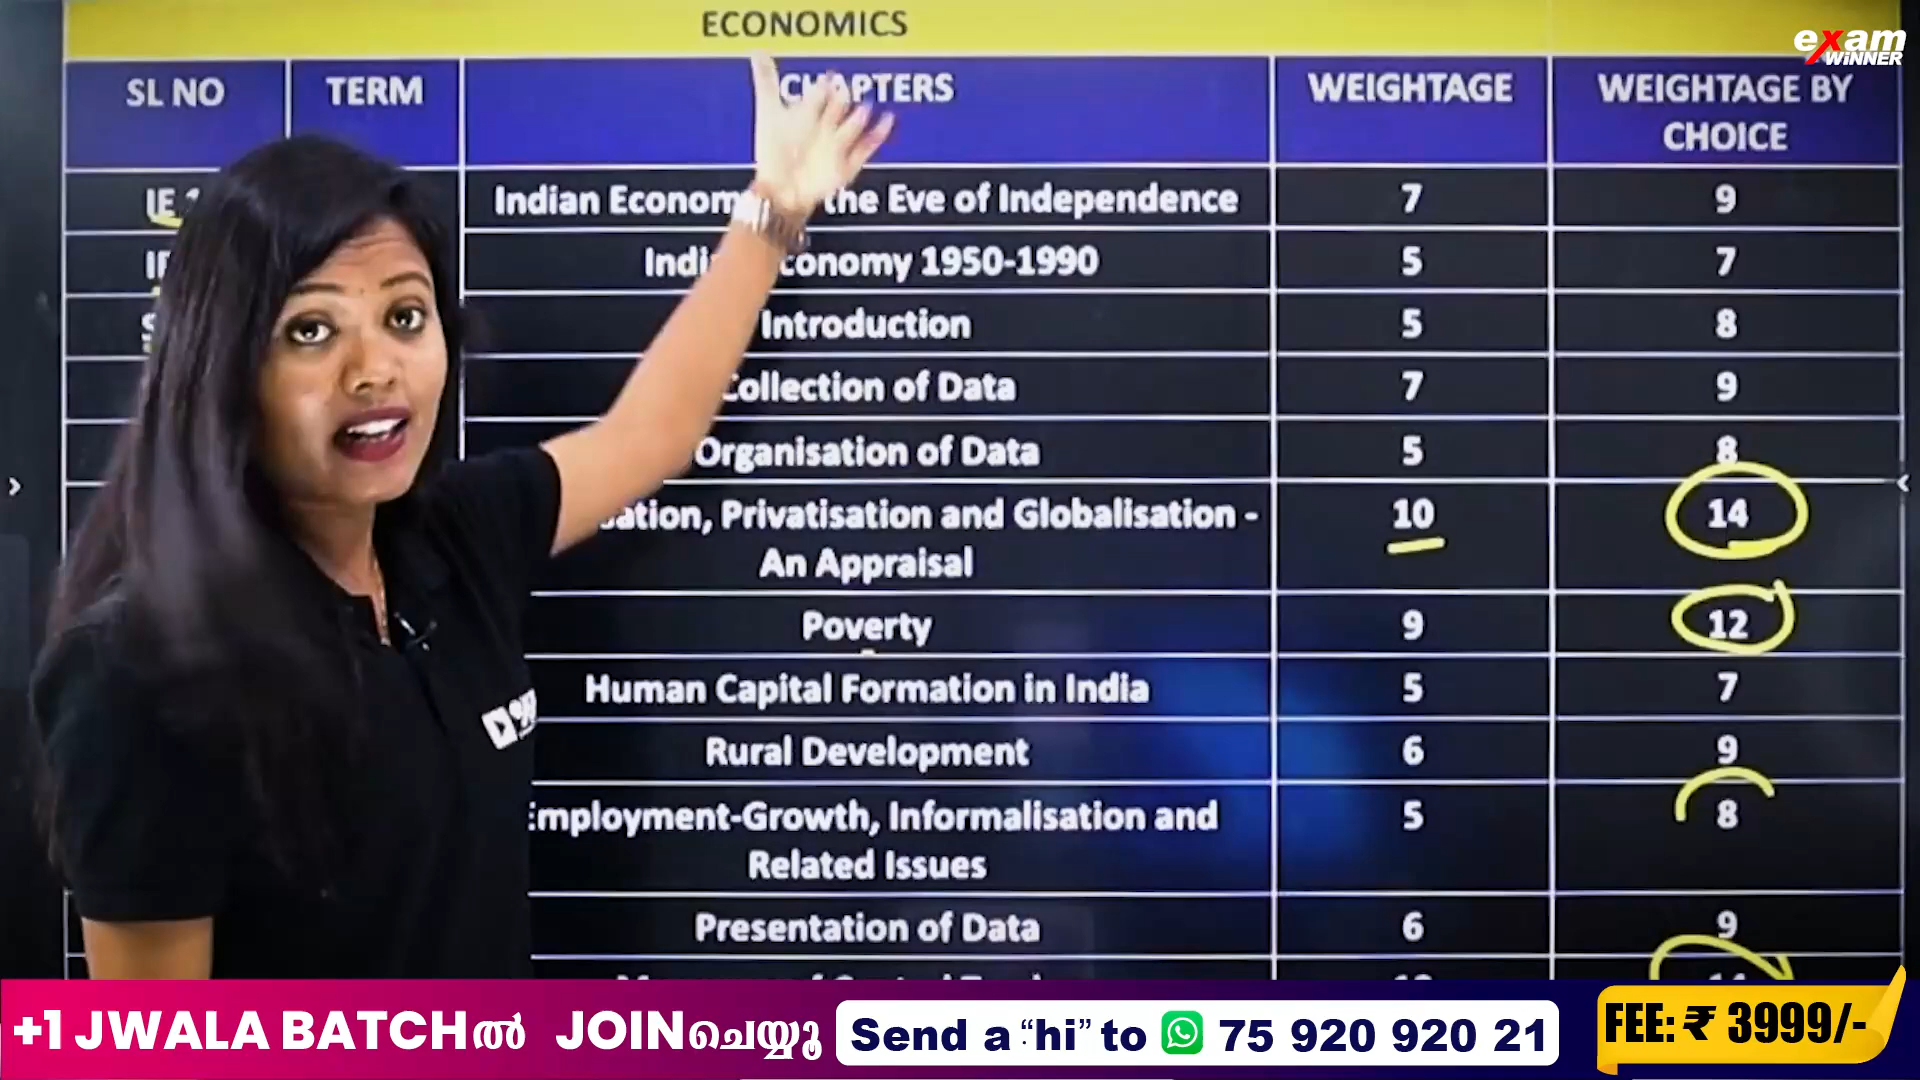 ECONOMICS
exam
WiNNER
SL NO TERM CHAPTERS WEIGHTAGE WEIGHTAGE BY
CHOICE
IE the Eve of Independence 7 9
Economy 1950-1990 5 7
Introduction 5 8
Collection of Data 7 9
Organisation of Data 5 8
Privatisation and Globalisation - 10 14
An Appraisal
Poverty 9 12
Human Capital Formation in India 5 7
Rural Development 6 9
Employment-Growth, Informalisation and 5 8
Related Issues
Presentation of Data 6 9
+1 JWALA BATCHൽ JOINചെയ്യൂ Send a “hi” to 75 920 920 21 FEE: ₹ 3999/-